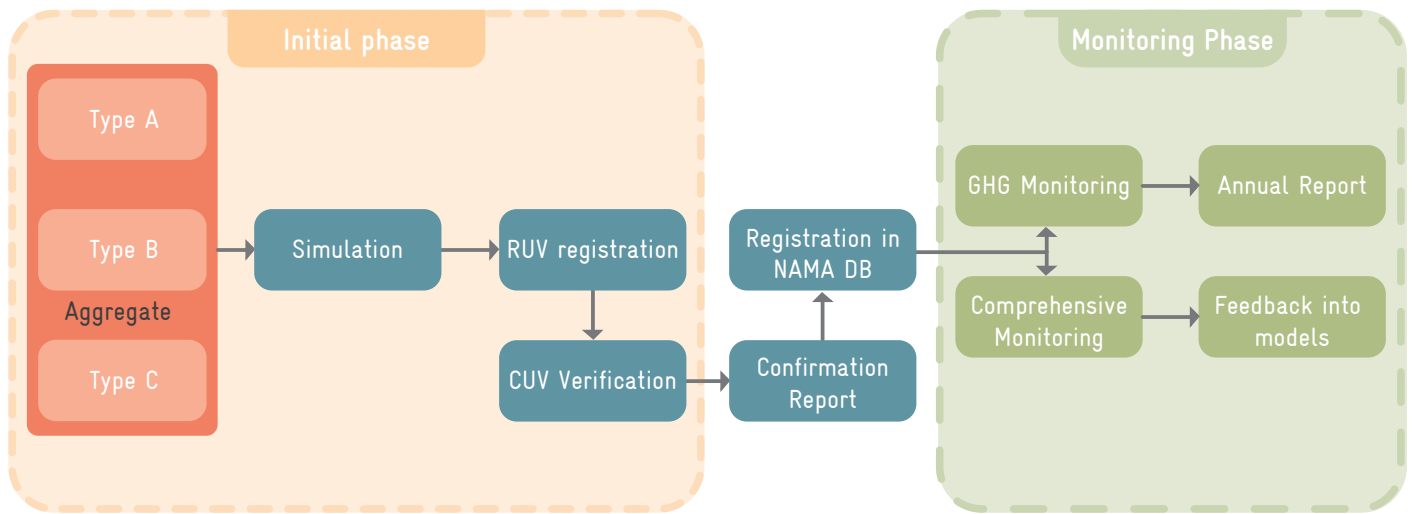 Initial phase
Type A
Type B
Aggregate
Type C
Simulation
RUV registration
CUV Verification
Registration in
NAMA DB
Confirmation
Report
Monitoring Phase
GHG Monitoring
Annual Report
Comprehensive
Monitoring
Feedback into
models